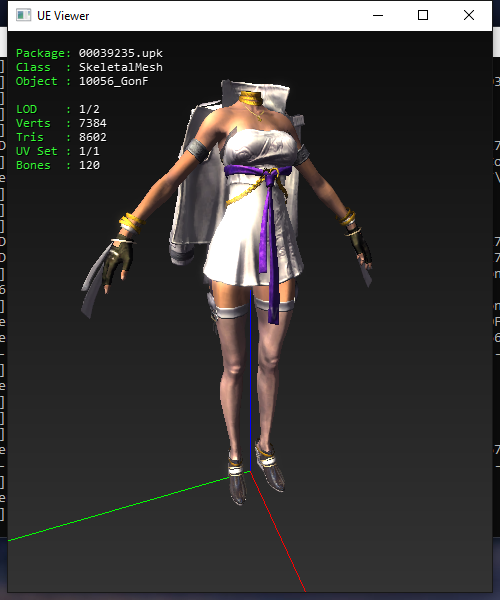 UE Viewer
Package: 00039235.upk
Class : SkeletalMesh
Object : 10056_GonF
LOD : 1/2
Verts : 7384
Tris : 8602
UV Set : 1/1
Bones : 120